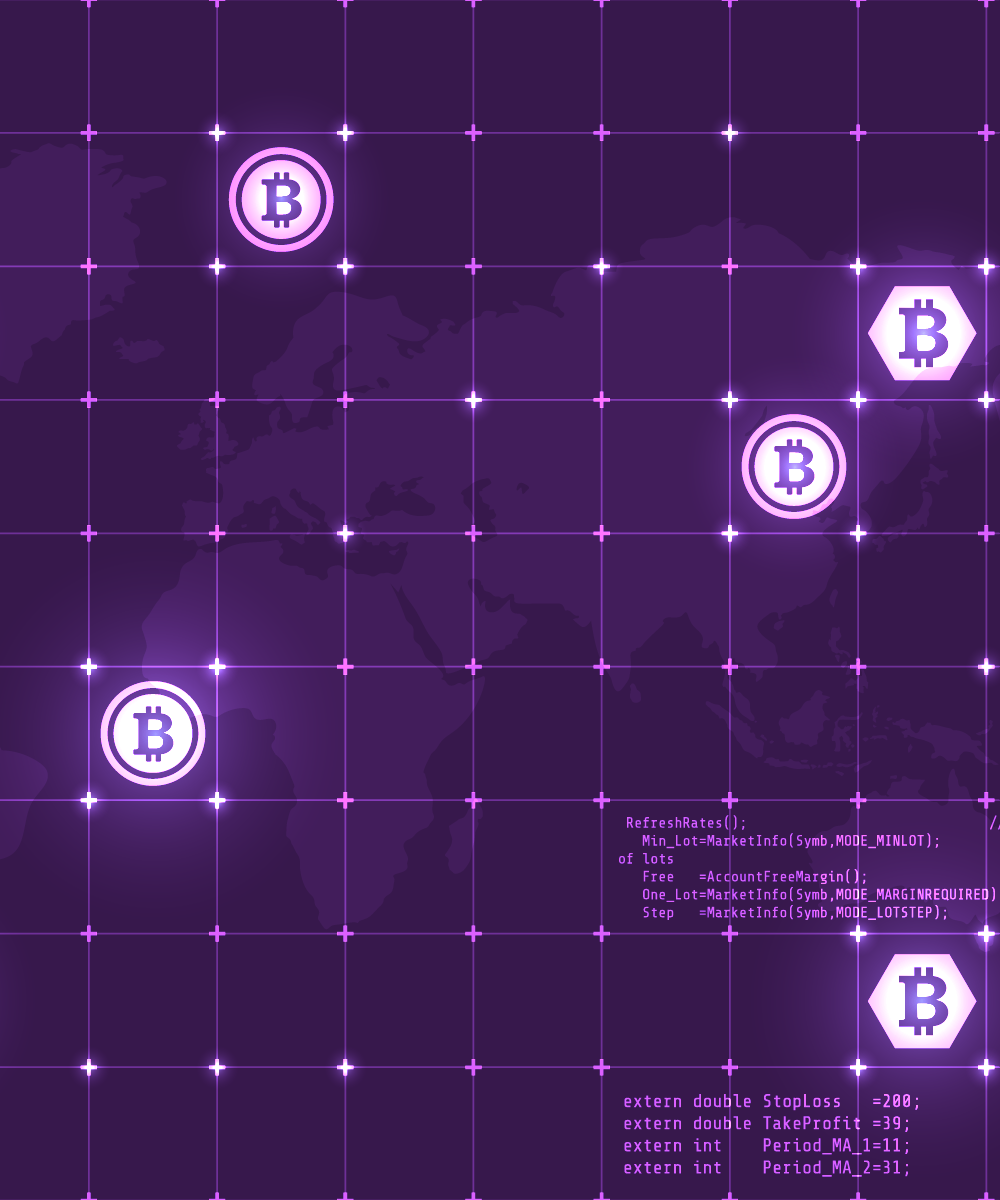 RefreshRates(); //
Min_Lot=MarketInfo(Symb,MODE_MINLOT);
of lots
Free   =AccountFreeMargin();
One_Lot=MarketInfo(Symb,MODE_MARGINREQUIRED)
Step   =MarketInfo(Symb,MODE_LOTSTEP);
extern double StopLoss   =200;
extern double TakeProfit =39;
extern int    Period_MA_1=11;
extern int    Period_MA_2=31;